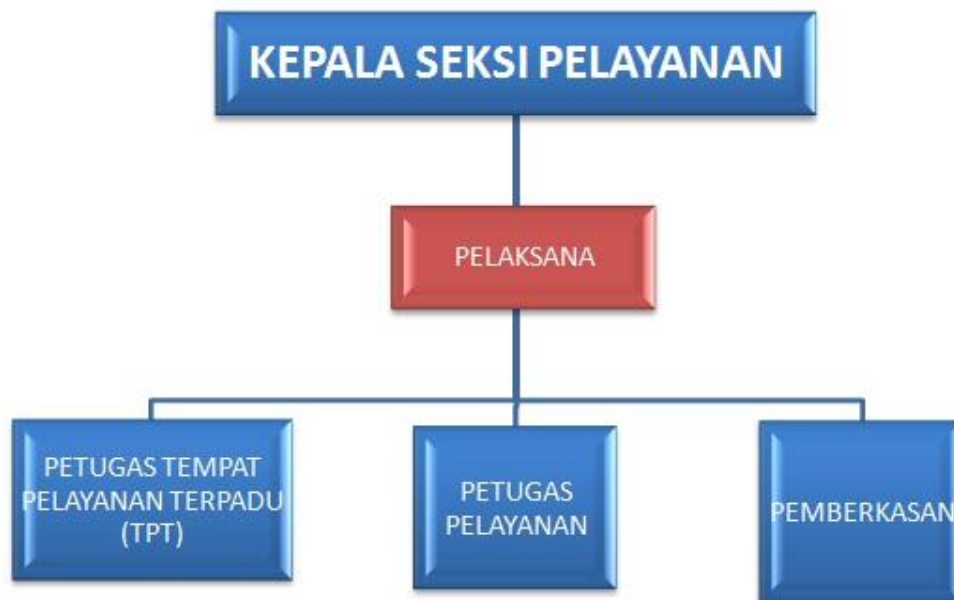 KEPALA SEKSI PELAYANAN
PELAKSANA
PETUGAS TEMPAT
PELAYANAN TERPADU
(TPT)
PETUGAS
PELAYANAN
PEMBERKASAN